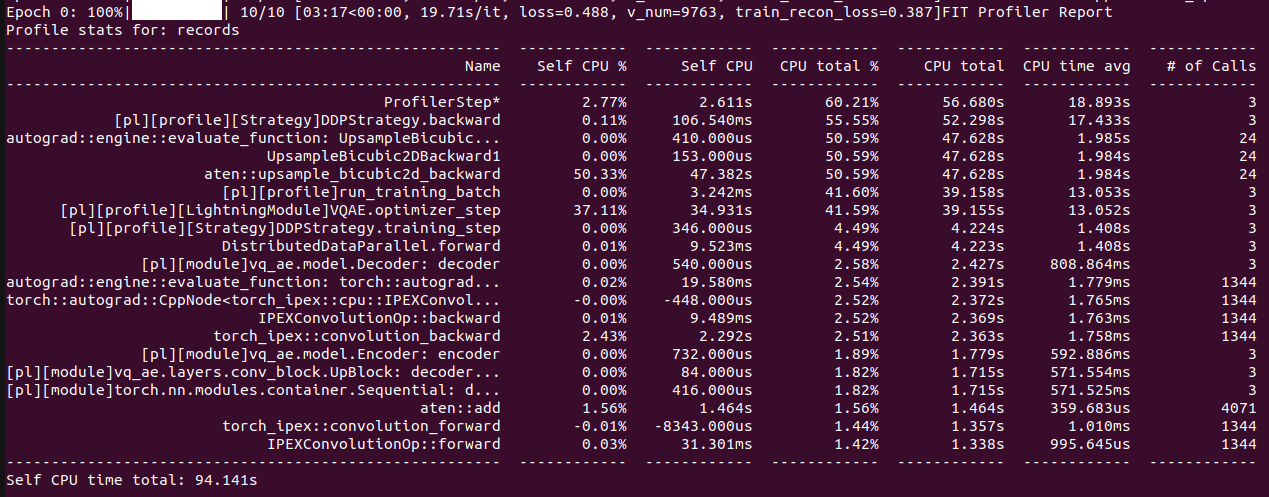 Epoch 0: 100%| | 10/10 [03:17<00:00, 19.71s/it, loss=0.488, v_num=9763, train_recon_loss=0.387]FIT Profiler Report
Profile stats for: records
Name Self CPU % Self CPU CPU total % CPU total CPU time avg # of Calls
ProfilerStep* 2.77% 2.611s 60.21% 56.680s 18.893s 3
[pl][profile][Strategy]DDPStrategy.backward 0.11% 106.540ms 55.55% 52.298s 17.433s 3
autograd::engine::evaluate_function: UpsampleBicubic... 0.00% 410.000us 50.59% 47.628s 1.985s 24
UpsampleBicubic2DBackward1 0.00% 153.000us 50.59% 47.628s 1.984s 24
aten::upsample_bicubic2d_backward 50.33% 47.382s 50.59% 47.628s 1.984s 24
[pl][profile]run_training_batch 0.00% 3.242ms 41.60% 39.158s 13.053s 3
[pl][profile][LightningModule]VQAE.optimizer_step 37.11% 34.931s 41.59% 39.155s 13.052s 3
[pl][profile][Strategy]DDPStrategy.training_step 0.00% 346.000us 4.49% 4.224s 1.408s 3
DistributedDataParallel.forward 0.01% 9.523ms 4.49% 4.223s 1.408s 3
[pl][module]vq_ae.model.Decoder: decoder 0.00% 540.000us 2.58% 2.427s 808.864ms 3
autograd::engine::evaluate_function: torch::autograd... 0.02% 19.580ms 2.54% 2.391s 1.779ms 1344
torch::autograd::CppNode<torch_ipex::cpu::IPEXConvol... -0.00% -448.000us 2.52% 2.372s 1.765ms 1344
IPEXConvolutionOp::backward 0.01% 9.489ms 2.52% 2.369s 1.763ms 1344
torch_ipex::convolution_backward 2.43% 2.292s 2.51% 2.363s 1.758ms 1344
[pl][module]vq_ae.model.Encoder: encoder 0.00% 732.000us 1.89% 1.779s 592.886ms 3
[pl][module]vq_ae.layers.conv_block.UpBlock: decoder... 0.00% 84.000us 1.82% 1.715s 571.554ms 3
[pl][module]torch.nn.modules.container.Sequential: d... 0.00% 416.000us 1.82% 1.715s 571.525ms 3
aten::add 1.56% 1.464s 1.56% 1.464s 359.683us 4071
torch_ipex::convolution_forward -0.01% -8343.000us 1.44% 1.357s 1.010ms 1344
IPEXConvolutionOp::forward 0.03% 31.301ms 1.42% 1.338s 995.645us 1344
Self CPU time total: 94.141s